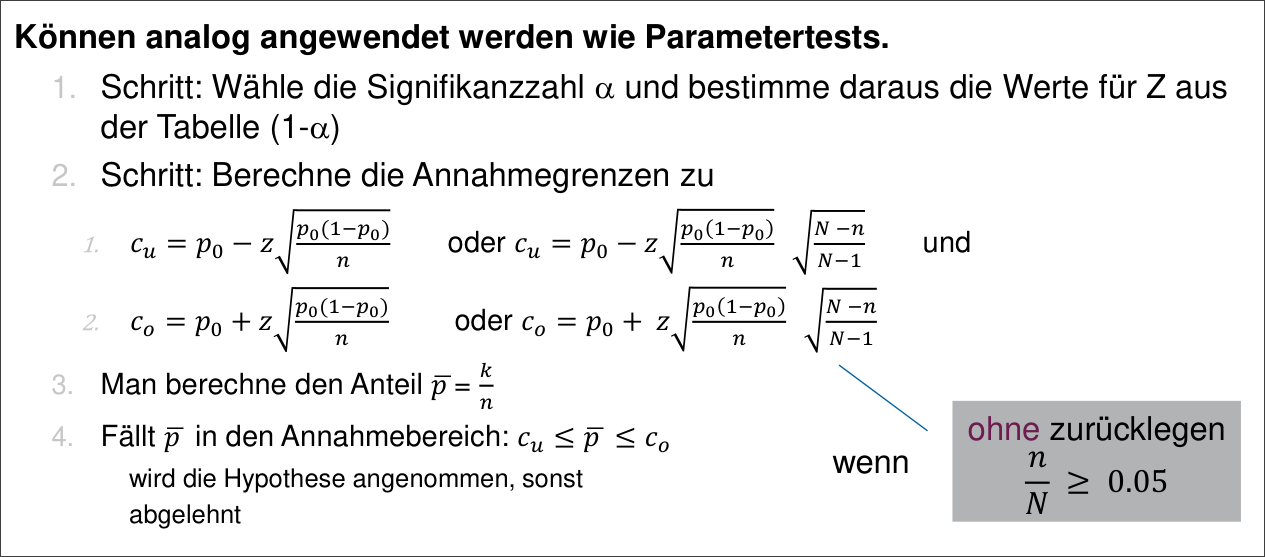 Können analog angewendet werden wie Parametertests.
1. Schritt: Wähle die Signifikanzzahl α und bestimme daraus die Werte für Z aus
der Tabelle (1-α)
2. Schritt: Berechne die Annahmegrenzen zu
1. $c_u = p_0 - z\sqrt{\frac{p_0(1-p_0)}{n}}$ oder $c_u = p_0 - z\sqrt{\frac{p_0(1-p_0)}{n}} \sqrt{\frac{N-n}{N-1}}$ und
2. $c_o = p_0 + z\sqrt{\frac{p_0(1-p_0)}{n}}$ oder $c_o = p_0 + z\sqrt{\frac{p_0(1-p_0)}{n}} \sqrt{\frac{N-n}{N-1}}$
3. Man berechne den Anteil $\overline{p} = \frac{k}{n}$
4. Fällt $\overline{p}$ in den Annahmebereich: $c_u \leq \overline{p} \leq c_o$
wird die Hypothese angenommen, sonst
abgelehnt
wenn
ohne zurücklegen
$\frac{n}{N} \geq 0.05$